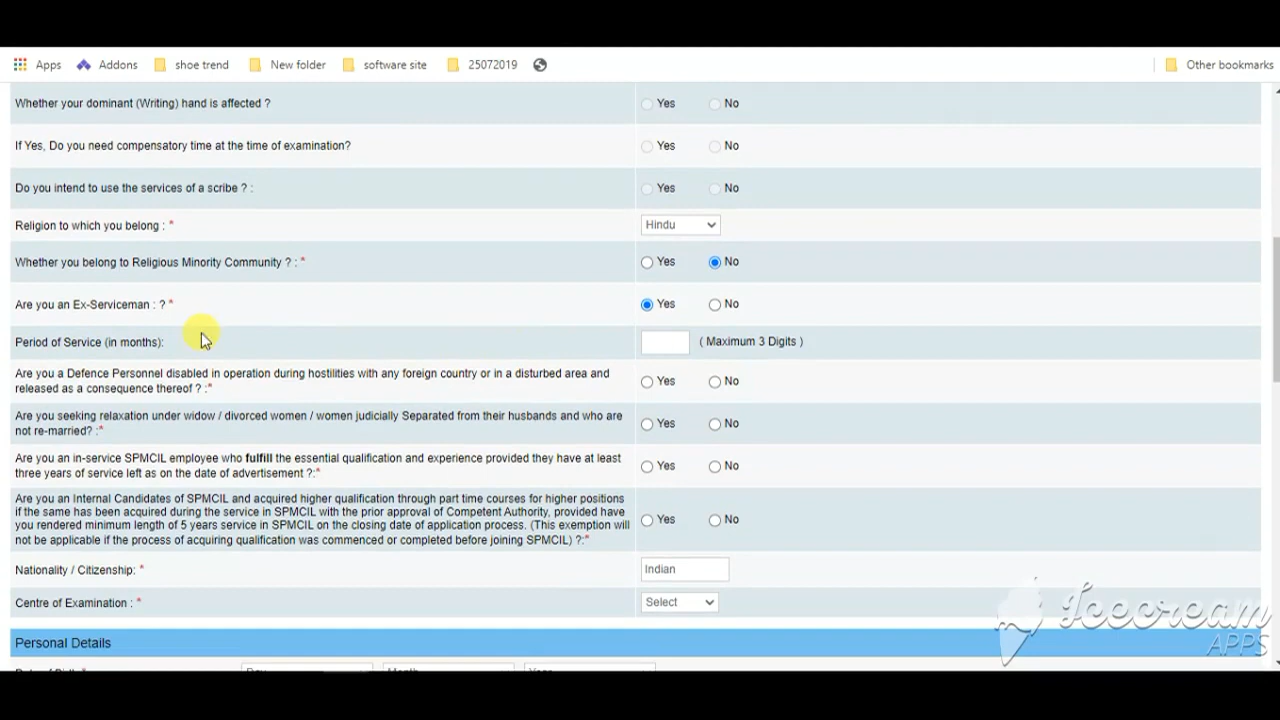 Apps Addons shoe trend New folder software site 25072019 Other bookmarks
Whether your dominant (Writing) hand is affected ? Yes No
If Yes, Do you need compensatory time at the time of examination? Yes No
Do you intend to use the services of a scribe ? : Yes No
Religion to which you belong : * Hindu
Whether you belong to Religious Minority Community ? : * Yes No
Are you an Ex-Serviceman : ? * Yes No
Period of Service (in months): ( Maximum 3 Digits )
Are you a Defence Personnel disabled in operation during hostilities with any foreign country or in a disturbed area and
released as a consequence thereof ? :* Yes No
Are you seeking relaxation under widow / divorced women / women judicially Separated from their husbands and who are
not re-married? :* Yes No
Are you an in-service SPMCIL employee who fulfill the essential qualification and experience provided they have at least
three years of service left as on the date of advertisement ?:* Yes No
Are you an Internal Candidates of SPMCIL and acquired higher qualification through part time courses for higher positions
if the same has been acquired during the service in SPMCIL with the prior approval of Competent Authority, provided have
you rendered minimum length of 5 years service in SPMCIL on the closing date of application process. (This exemption will
not be applicable if the process of acquiring qualification was commenced or completed before joining SPMCIL) ?:* Yes No
Nationality / Citizenship: * Indian
Centre of Examination : * Select
Icecream
APPS
Personal Details